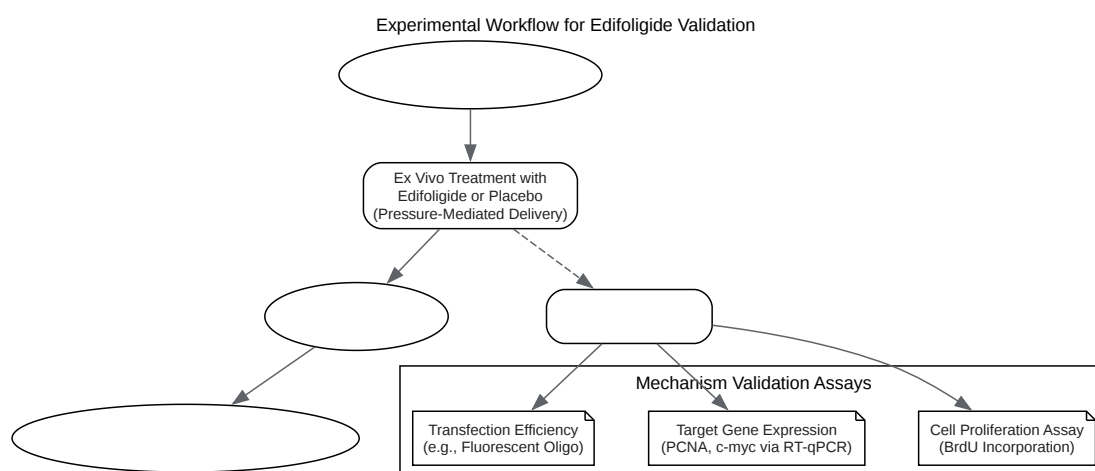 Experimental Workflow for Edifoligide Validation
Ex Vivo Treatment with
Edifoligide or Placebo
(Pressure-Mediated Delivery)
Mechanism Validation Assays
Transfection Efficiency
(e.g., Fluorescent Oligo)
Target Gene Expression
(PCNA, c-myc via RT-qPCR)
Cell Proliferation Assay
(BrdU Incorporation)